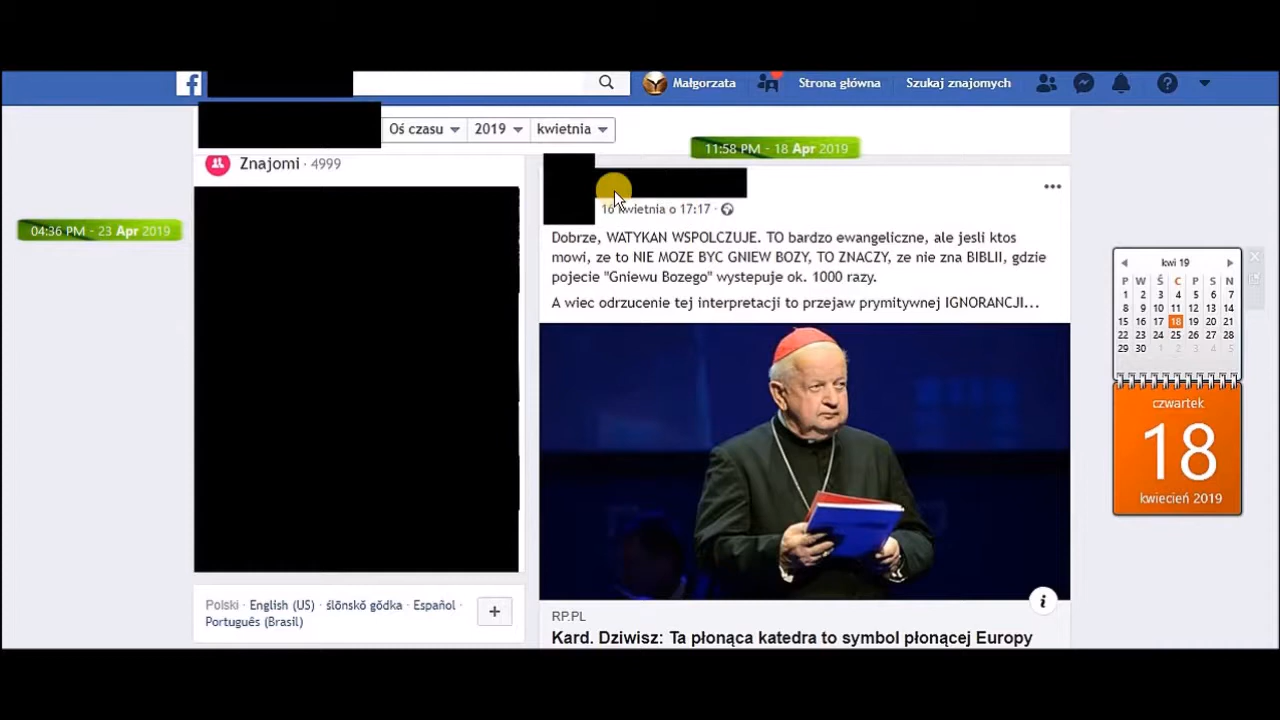 f
Małgorzata Strona główna Szukaj znajomych
Oś czasu 2019 kwietnia
11:58 PM - 18 Apr 2019
Znajomi · 4999
16 kwietnia o 17:17 ·
04:36 PM - 23 Apr 2019
Dobrze, WATYKAN WSPOLCZUJE. TO bardzo ewangeliczne, ale jesli ktos
mowi, ze to NIE MOZE BYC GNIEW BOZY, TO ZNACZY, ze nie zna BIBLII, gdzie
pojecie "Gniewu Bozego" wystepuje ok. 1000 razy.
A wiec odrzucenie tej interpretacji to przejaw prymitywnej IGNORANCJI...
kwi 19
P W Ś C P S N
1 2 3 4 5 6 7
8 9 10 11 12 13 14
15 16 17 18 19 20 21
22 23 24 25 26 27 28
29 30 1 2 3 4 5
czwartek
18
kwiecień 2019
Polski · English (US) · ślōnskŏ gŏdka · Español ·
Português (Brasil)
RP.PL
Kard. Dziwisz: Ta płonąca katedra to symbol płonącej Europy